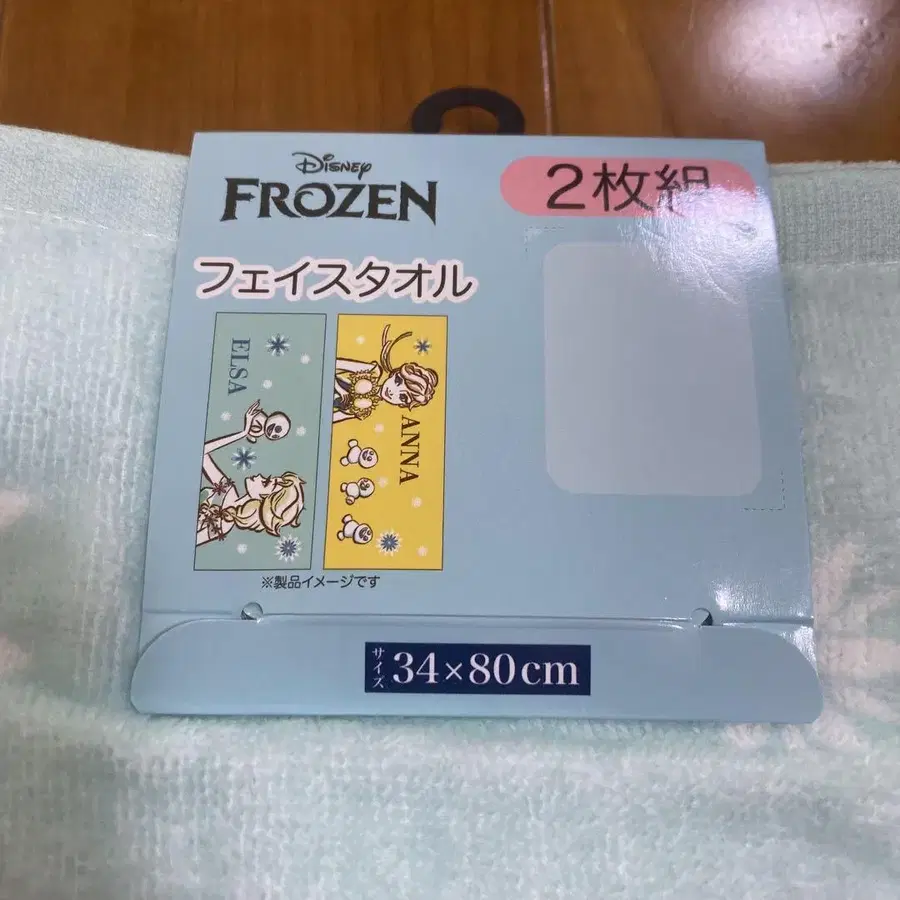 Disney
FROZEN
2枚組
フェイスタオル
ELSA
ANNA
※製品イメージです
サイズ 34×80cm